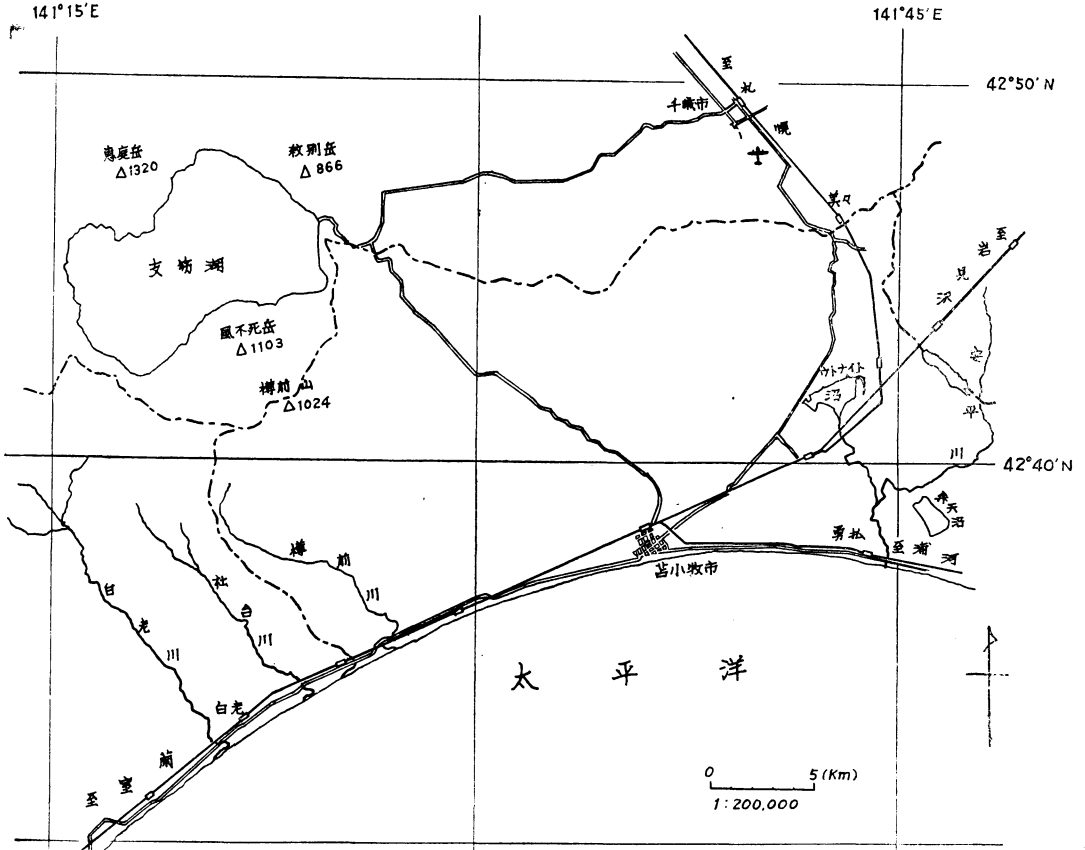 141°15'E
141°45'E
42°50'N
至札幌
千歳市
恵庭岳
△1320
紋別岳
△866
美々
至岩見沢
支笏湖
風不死岳
△1103
樽前山
△1024
ウトナイト沼
安平川
42°40'N
弁天沼
樽前川
勇払
至浦河
苫小牧市
社台川
白老川
太平洋
白老
至室蘭
0 5(Km)
1:200,000